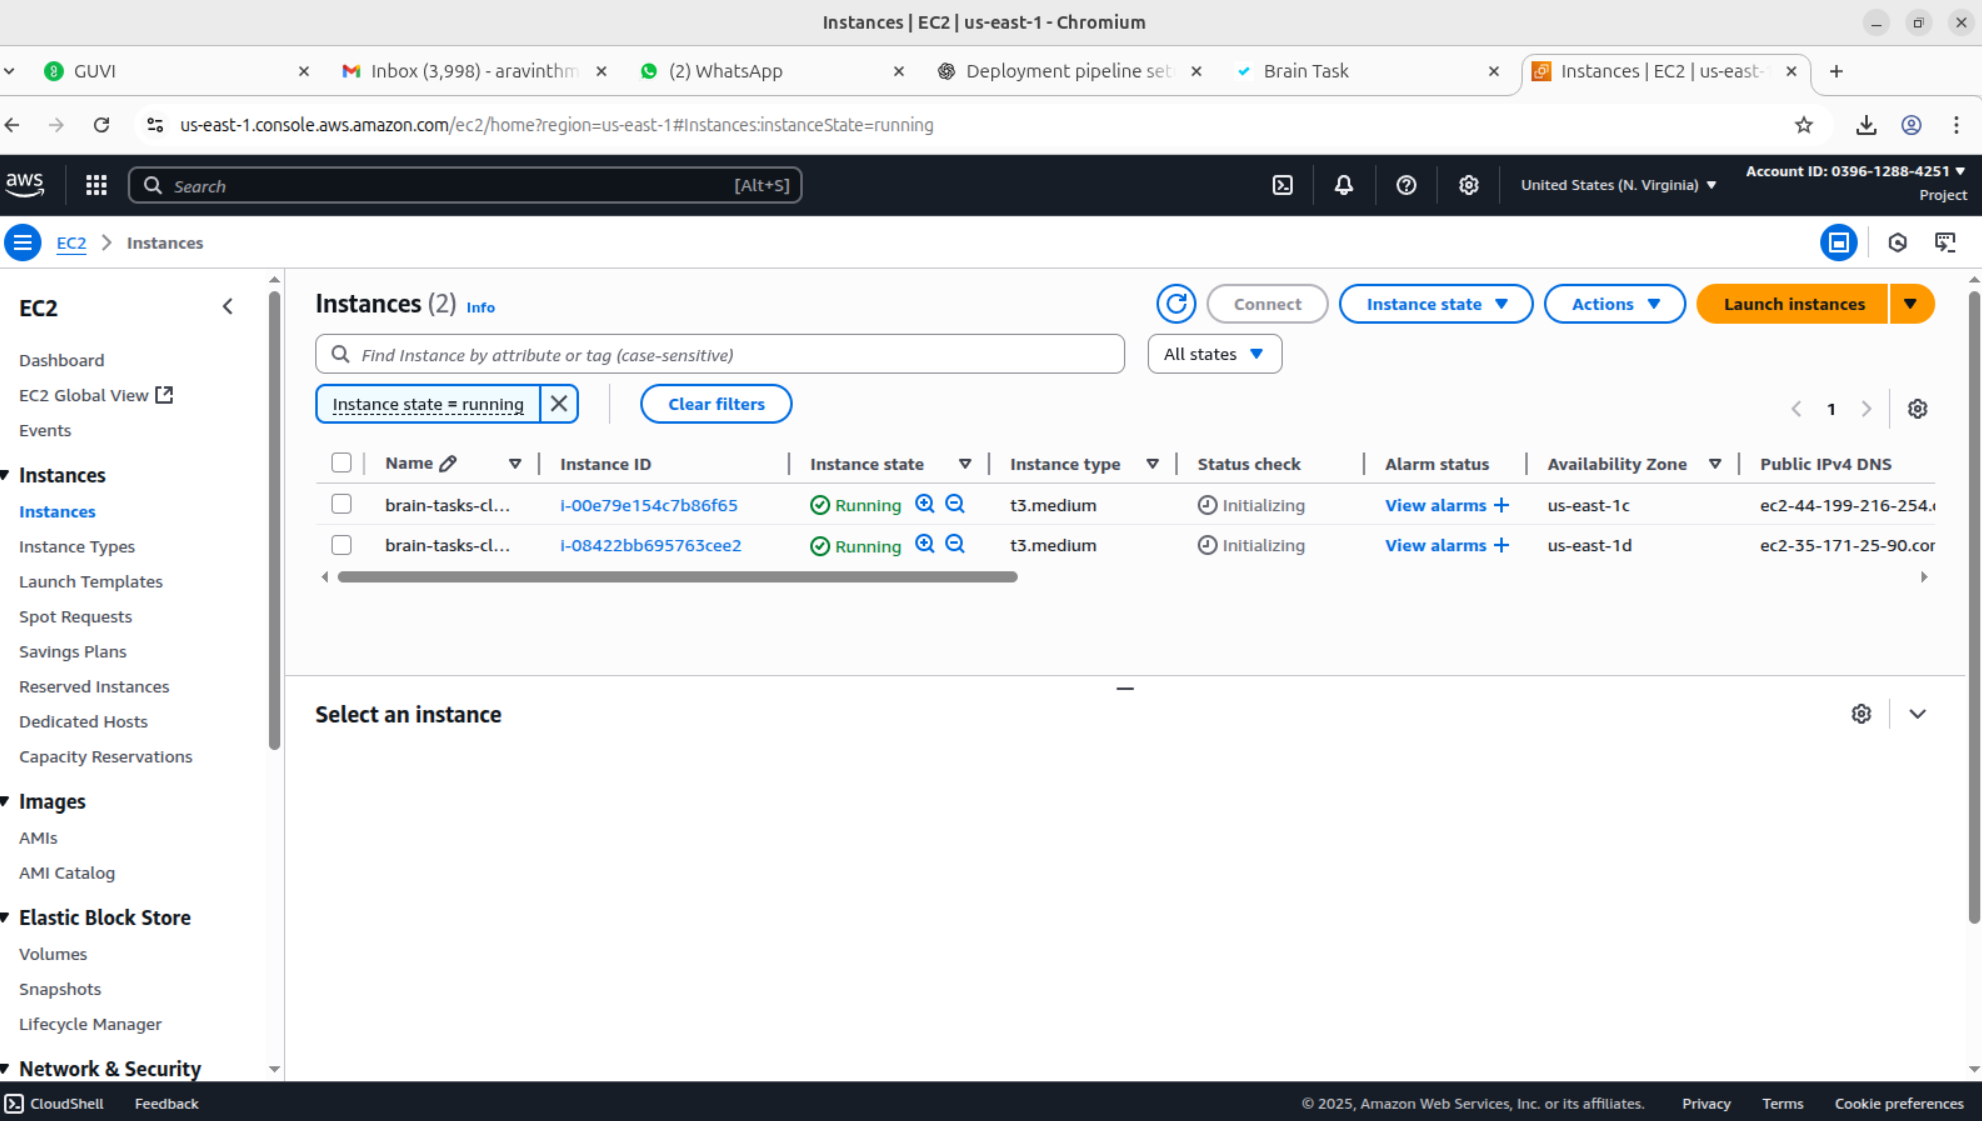 Instances | EC2 | us-east-1 - Chromium
GUVI
Inbox (3,998) - aravinthm
(2) WhatsApp
Deployment pipeline set
Brain Task
Instances | EC2 | us-east-1
us-east-1.console.aws.amazon.com/ec2/home?region=us-east-1#Instances:instanceState=running
aws
Search
[Alt+S]
United States (N. Virginia)
Account ID: 0396-1288-4251
Project
EC2
Instances
EC2
Dashboard
EC2 Global View
Events
Instances
Instances
Instance Types
Launch Templates
Spot Requests
Savings Plans
Reserved Instances
Dedicated Hosts
Capacity Reservations
Images
AMIs
AMI Catalog
Elastic Block Store
Volumes
Snapshots
Lifecycle Manager
Network & Security
Instances (2) Info
Connect
Instance state
Actions
Launch instances
Find Instance by attribute or tag (case-sensitive)
All states
Instance state = running
Clear filters
1
Name Instance ID Instance state Instance type Status check Alarm status Availability Zone Public IPv4 DNS
brain-tasks-cl... i-00e79e154c7b86f65 Running t3.medium Initializing View alarms + us-east-1c ec2-44-199-216-254.
brain-tasks-cl... i-08422bb695763cee2 Running t3.medium Initializing View alarms + us-east-1d ec2-35-171-25-90.cor
Select an instance
CloudShell Feedback
© 2025, Amazon Web Services, Inc. or its affiliates. Privacy Terms Cookie preferences